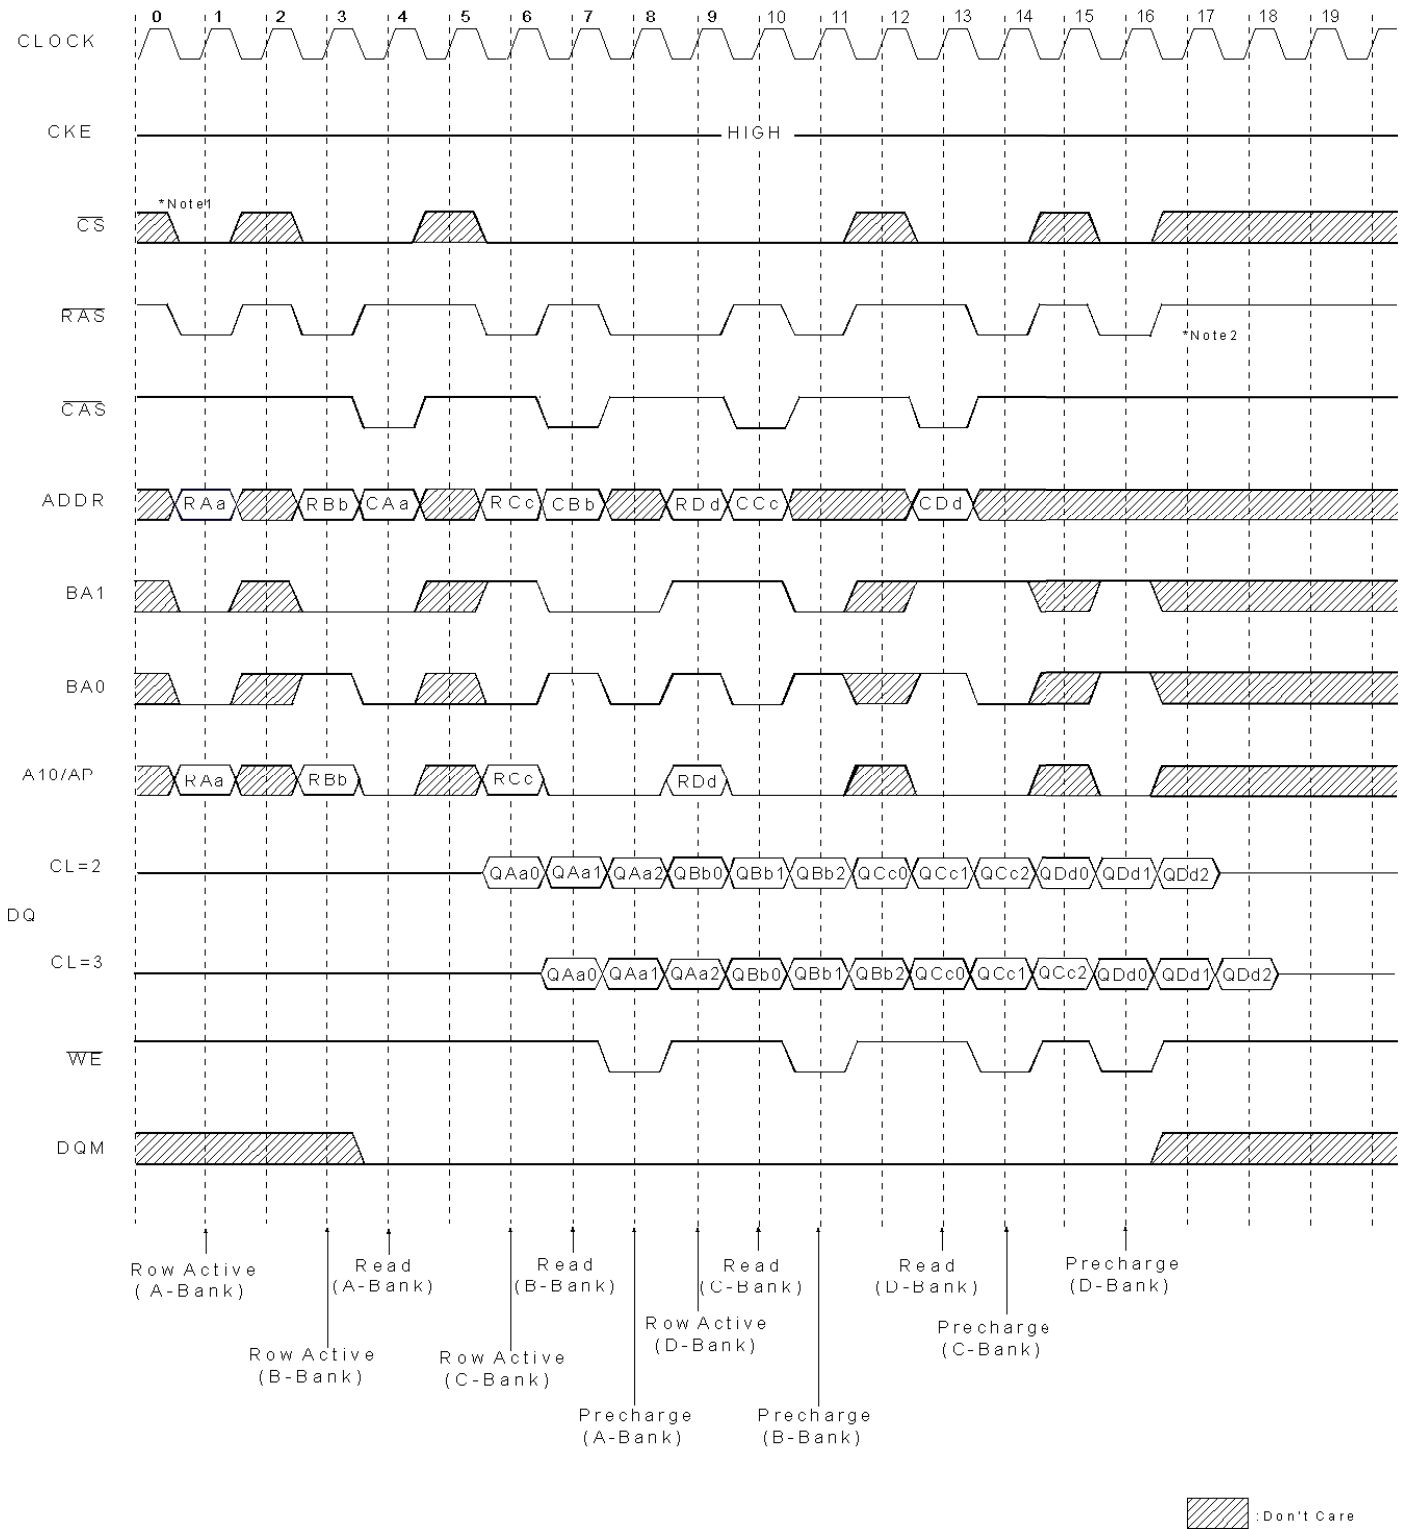 0 1 2 3 4 5 6 7 8 9 10 11 12 13 14 15 16 17 18 19
CLOCK
CKE HIGH
*Note1
CS
RAS
*Note2
CAS
ADDR RAa RBb CAa RCc CBb RDd CCc CDd
BA1
BA0
A10/AP RAa RBb RCc RDd
CL=2 QAa0 QAa1 QAa2 QBb0 QBb1 QBb2 QCc0 QCc1 QCc2 QDd0 QDd1 QDd2
DQ
CL=3 QAa0 QAa1 QAa2 QBb0 QBb1 QBb2 QCc0 QCc1 QCc2 QDd0 QDd1 QDd2
WE
DQM
Row Active
(A-Bank)
Read
(A-Bank)
Read
(B-Bank)
Read
(C-Bank)
Read
(D-Bank)
Precharge
(D-Bank)
Row Active
(B-Bank)
Row Active
(C-Bank)
Row Active
(D-Bank)
Precharge
(C-Bank)
Precharge
(A-Bank)
Precharge
(B-Bank)
:Don't Care